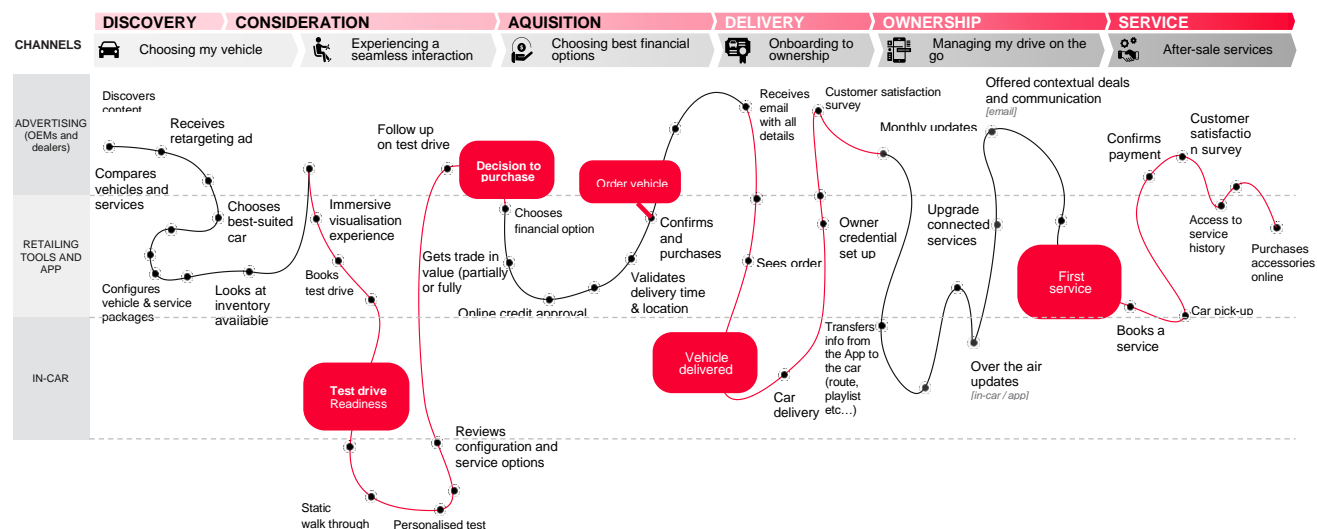 DISCOVERY
CONSIDERATION
AQUISITION
DELIVERY
OWNERSHIP
SERVICE
CHANNELS
Choosing my vehicle
Experiencing a
seamless interaction
Choosing best financial
options
Onboarding to
ownership
Managing my drive on the
go
After-sale services
ADVERTISING
(OEMs and
dealers)
Discovers
content
Receives
retargeting ad
Compares
vehicles and
services
Follow up
on test drive
Decision to
purchase
Order vehicle
Receives
email
with all
details
Customer satisfaction
survey
Monthly updates
Offered contextual deals
and communication
[email]
Confirms
payment
Customer
satisfactio
n survey
RETAILING
TOOLS AND
APP
Chooses
best-suited
car
Configures
vehicle & service
packages
Looks at
inventory
available
Immersive
visualisation
experience
Books
test drive
Gets trade in
value (partially
or fully
Chooses
financial option
Online credit approval
Confirms
and
purchases
Validates
delivery time
& location
Sees order
Owner
credential
set up
Upgrade
connected
services
First
service
Books a
service
Car pick-up
Access to
service
history
Purchases
accessories
online
IN-CAR
Test drive
Readiness
Vehicle
delivered
Car
delivery
Transfers
info from
the App to
the car
(route,
playlist
etc…)
Over the air
updates
[in-car / app]
Reviews
configuration and
service options
Static
walk through
Personalised test